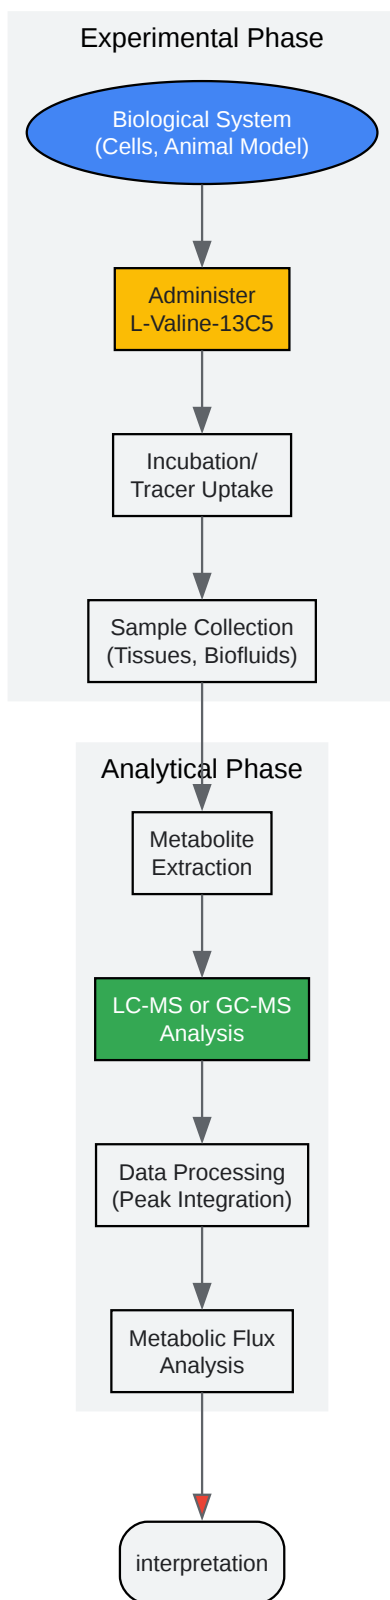 Experimental Phase
Biological System
(Cells, Animal Model)
Administer
L-Valine-13C5
Incubation/
Tracer Uptake
Sample Collection
(Tissues, Biofluids)
Analytical Phase
Metabolite
Extraction
LC-MS or GC-MS
Analysis
Data Processing
(Peak Integration)
Metabolic Flux
Analysis
interpretation